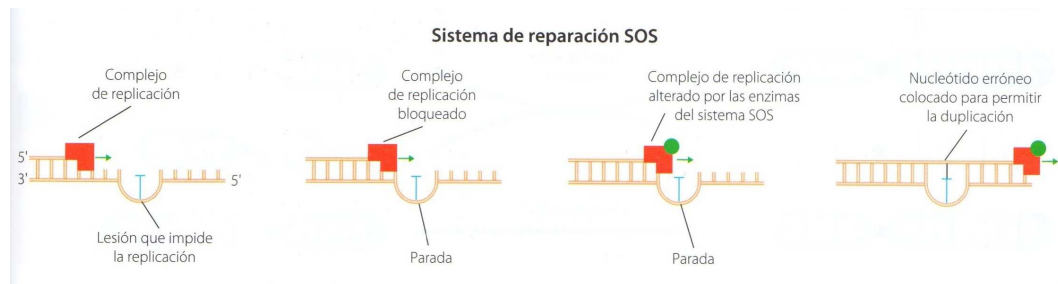 Sistema de reparación SOS
Complejo
de replicación
5'
3'
5'
Lesión que impide
la replicación
Complejo
de replicación
bloqueado
Parada
Complejo de replicación
alterado por las enzimas
del sistema SOS
Parada
Nucleótido erróneo
colocado para permitir
la duplicación